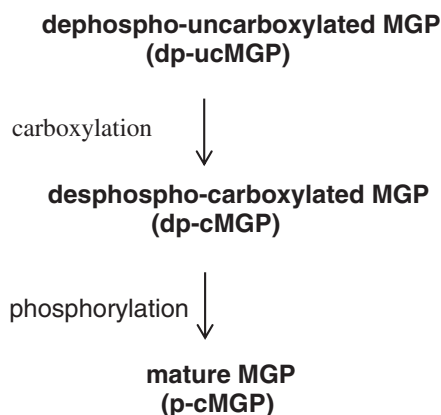 dephospho-uncarboxylated MGP
(dp-ucMGP)
carboxylation
desphospho-carboxylated MGP
(dp-cMGP)
phosphorylation
mature MGP
(p-cMGP)